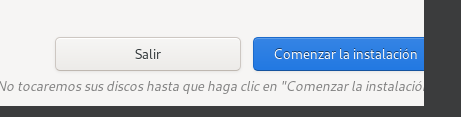 Salir
Comenzar la instalación
No tocaremos sus discos hasta que haga clic en "Comenzar la instalació